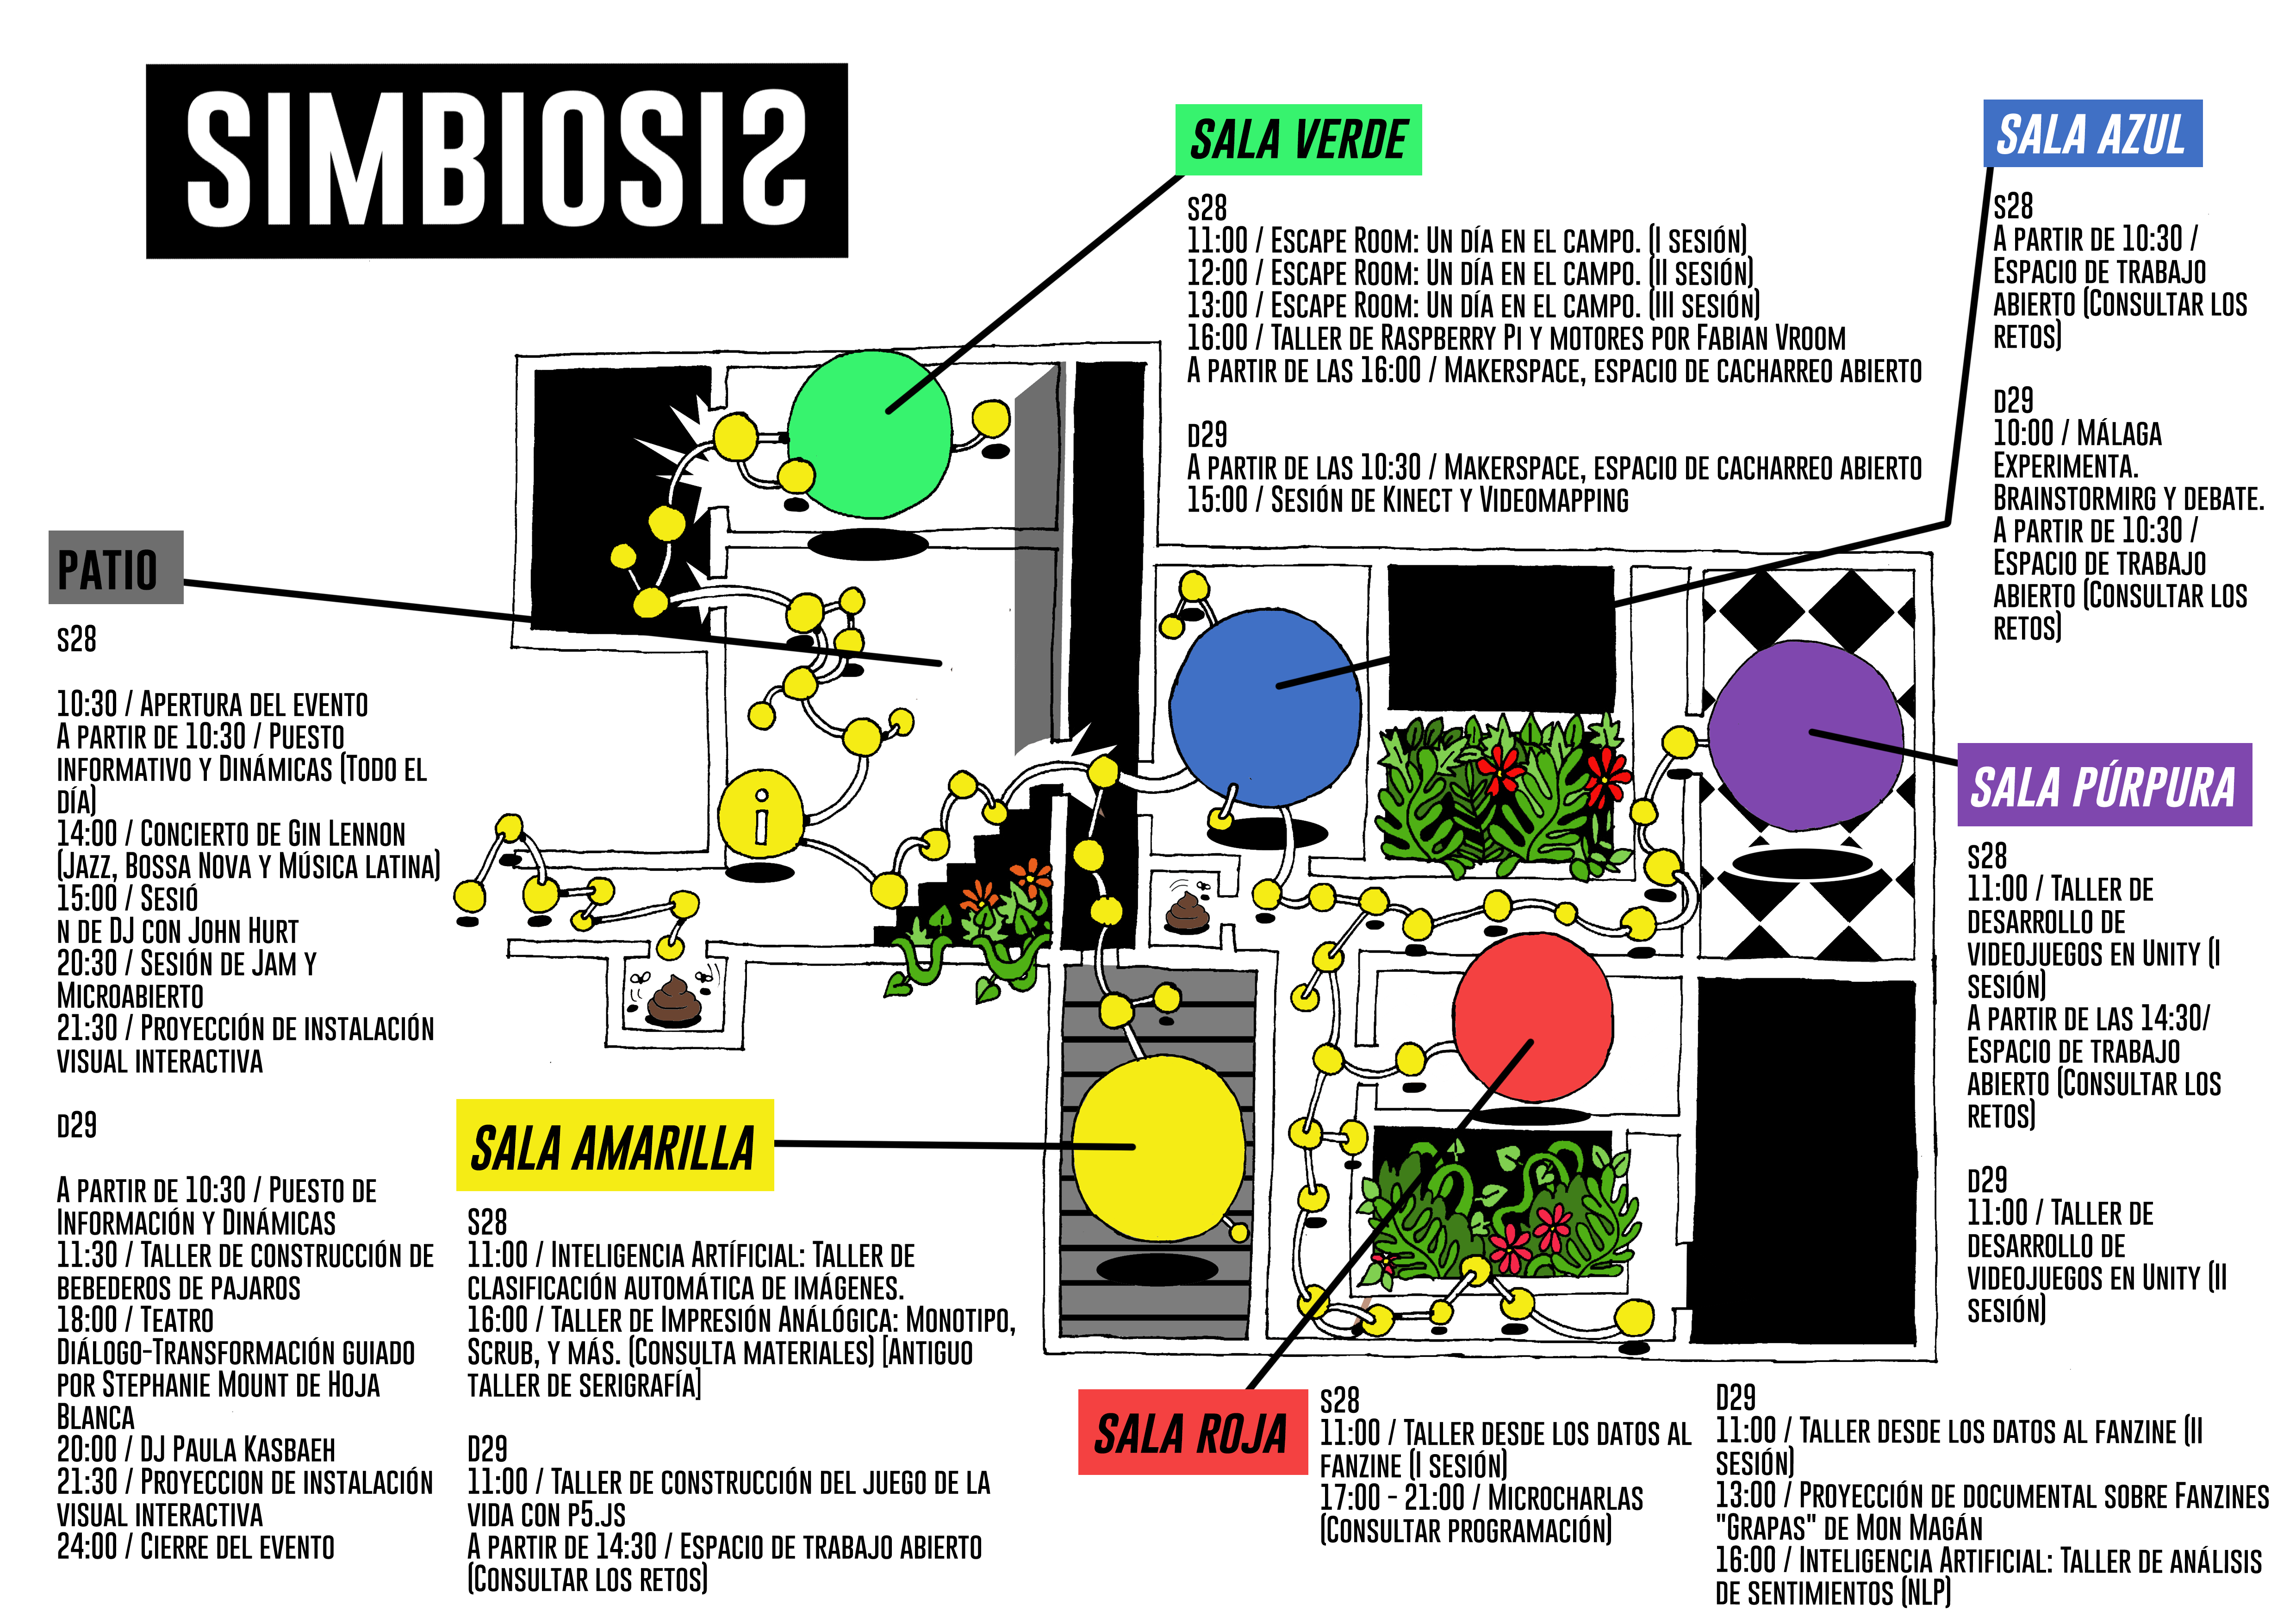 SIMBIOSIS
SALA VERDE
S28
11:00 / Escape Room: Un día en el campo. (I sesión)
12:00 / Escape Room: Un día en el campo. (II sesión)
13:00 / Escape Room: Un día en el campo. (III sesión)
16:00 / Taller de Raspberry Pi y motores por Fabian Vroom
A partir de las 16:00 / Makerspace, espacio de cacharreo abierto
D29
A partir de las 10:30 / Makerspace, espacio de cacharreo abierto
15:00 / Sesión de Kinect y Videomapping
SALA AZUL
S28
A partir de 10:30 /
Espacio de trabajo
abierto (Consultar los
retos)
D29
10:00 / Málaga
Experimenta.
Brainstormirg y debate.
A partir de 10:30 /
Espacio de trabajo
abierto (Consultar los
retos)
PATIO
S28
10:30 / Apertura del evento
A partir de 10:30 / Puesto
informativo y Dinámicas (Todo el
día)
14:00 / Concierto de Gin Lennon
(Jazz, Bossa Nova y Música latina)
15:00 / Sesió
n de DJ con John Hurt
20:30 / Sesión de Jam y
Microabierto
21:30 / Proyección de instalación
visual interactiva
D29
A partir de 10:30 / Puesto de
Información y Dinámicas
11:30 / Taller de construcción de
bebederos de pajaros
18:00 / Teatro
Diálogo-Transformación guiado
por Stephanie Mount de Hoja
Blanca
20:00 / DJ Paula Kasbaeh
21:30 / Proyeccion de instalación
visual interactiva
24:00 / Cierre del evento
i
SALA PÚRPURA
S28
11:00 / Taller de
desarrollo de
videojuegos en Unity (I
sesión)
A partir de las 14:30/
Espacio de trabajo
abierto (Consultar los
retos)
D29
11:00 / Taller de
desarrollo de
videojuegos en Unity (II
sesión)
SALA AMARILLA
S28
11:00 / Inteligencia Artíficial: Taller de
clasificación automática de imágenes.
16:00 / Taller de Impresión Análógica: Monotipo,
Scrub, y más. (Consulta materiales) [Antiguo
taller de serigrafía]
D29
11:00 / Taller de construcción del juego de la
vida con p5.js
A partir de 14:30 / Espacio de trabajo abierto
(Consultar los retos)
SALA ROJA
S28
11:00 / Taller desde los datos al
fanzine (I sesión)
17:00 - 21:00 / Microcharlas
(Consultar programación)
D29
11:00 / Taller desde los datos al fanzine (II
sesión)
13:00 / Proyección de documental sobre Fanzines
"Grapas" de Mon Magán
16:00 / Inteligencia Artificial: Taller de análisis
de sentimientos (NLP)